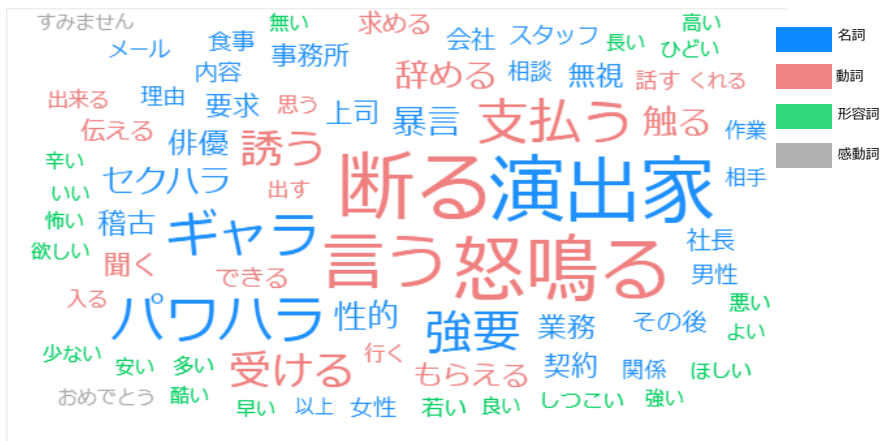 すみません 無い 求める 高い
メール 食事 事務所 会社 スタッフ 長い ひどい
内容 辞める 相談 無視 話す くれる
出来る 理由 要求 思う 上司 暴言 支払う 触る 作業
伝える 俳優 誘う
辛い セクハラ 出す 断る 演出家 相手
いい
怖い 稽古 ギャラ 言う 怒鳴る 社長
欲しい 聞く できる 男性
入る パワハラ 性的 強要 業務 その後 悪い
よい
少ない 安い 多い 受ける 行く もらえる 契約 関係 ほしい
おめでとう 酷い 早い 以上 女性 若い 良い しつこい 強い
名詞
動詞
形容詞
感動詞